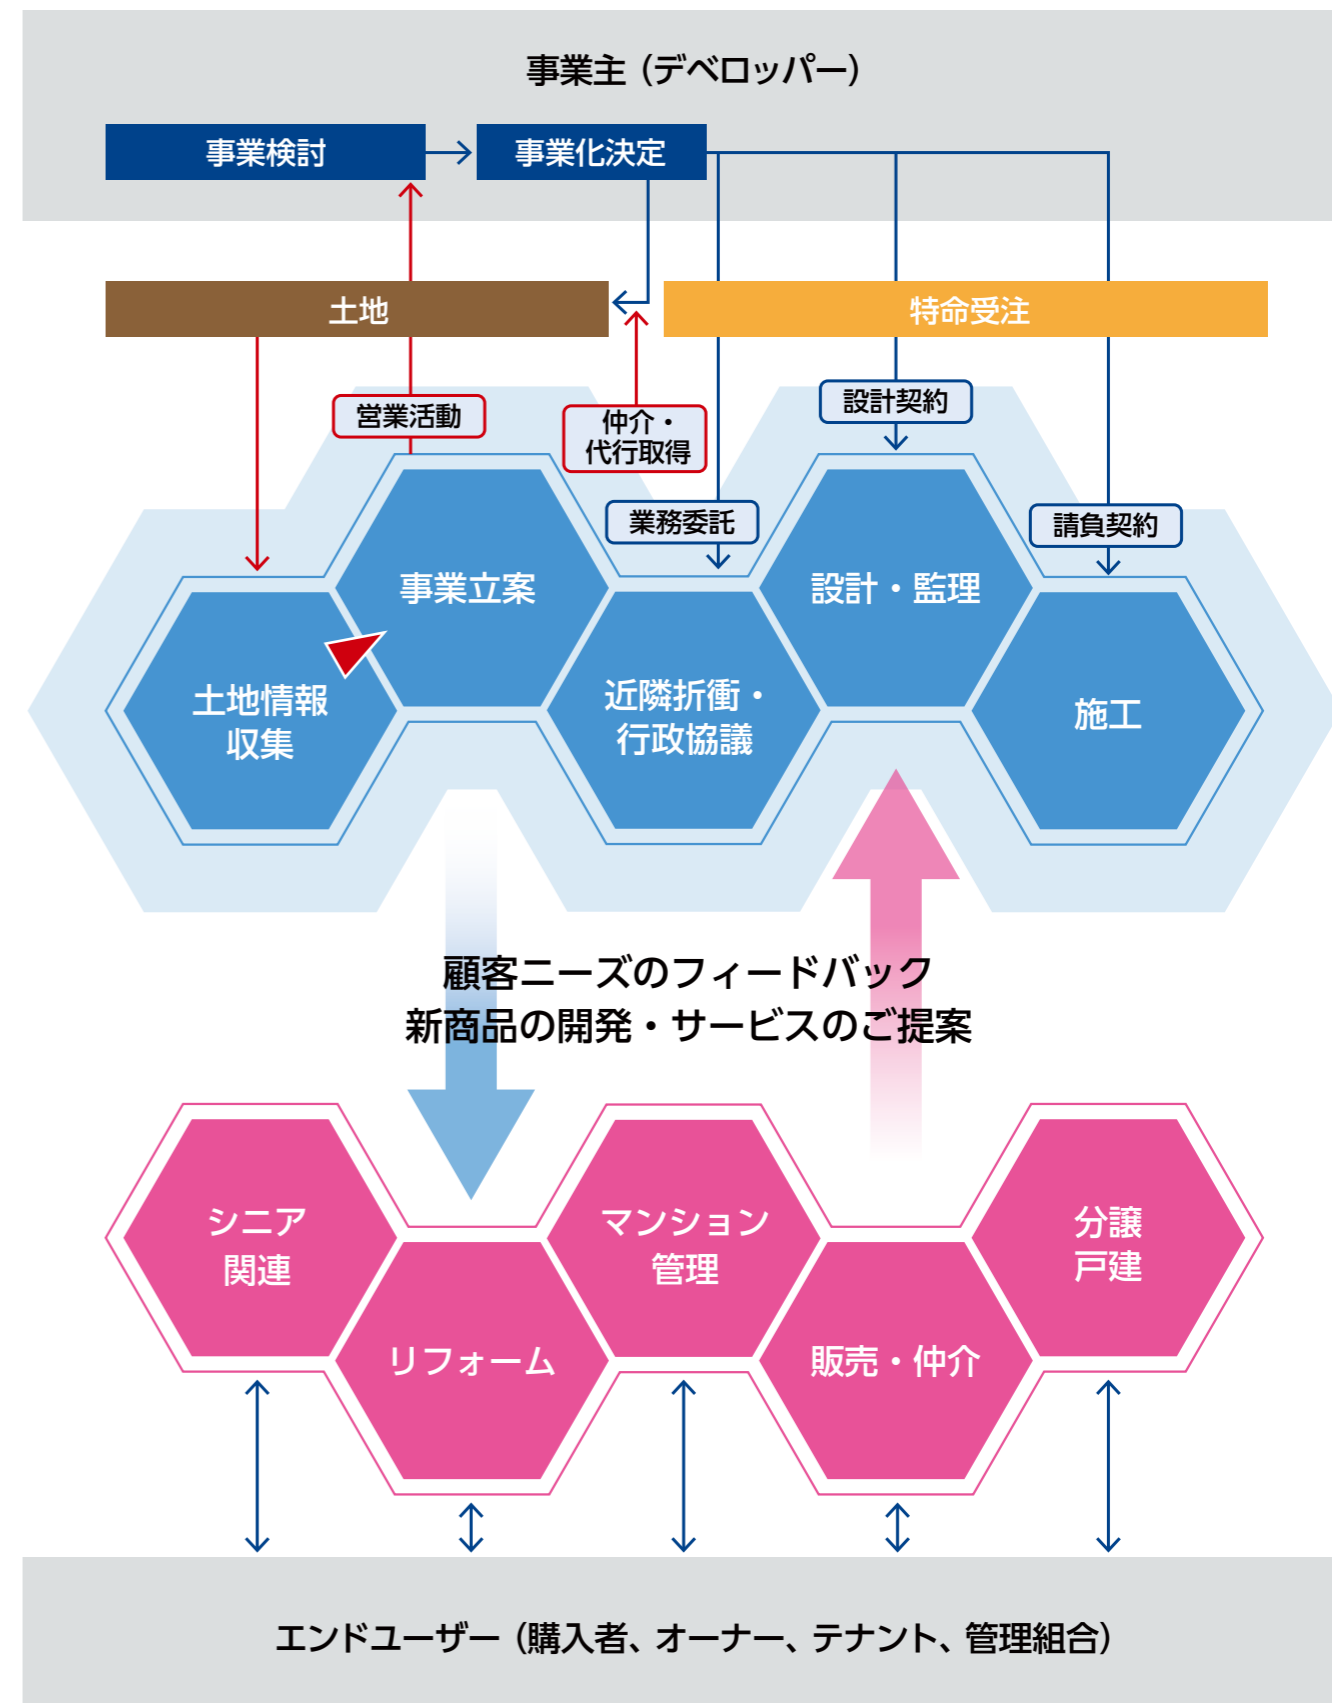 事業主（デベロッパー）
事業検討
事業化決定
土地
特命受注
営業活動
仲介・
代行取得
設計契約
業務委託
請負契約
事業立案
設計・監理
土地情報
収集
近隣折衝・
行政協議
施工
顧客ニーズのフィードバック
新商品の開発・サービスのご提案
シニア
関連
マンション
管理
分譲
戸建
リフォーム
販売・仲介
エンドユーザー（購入者、オーナー、テナント、管理組合）